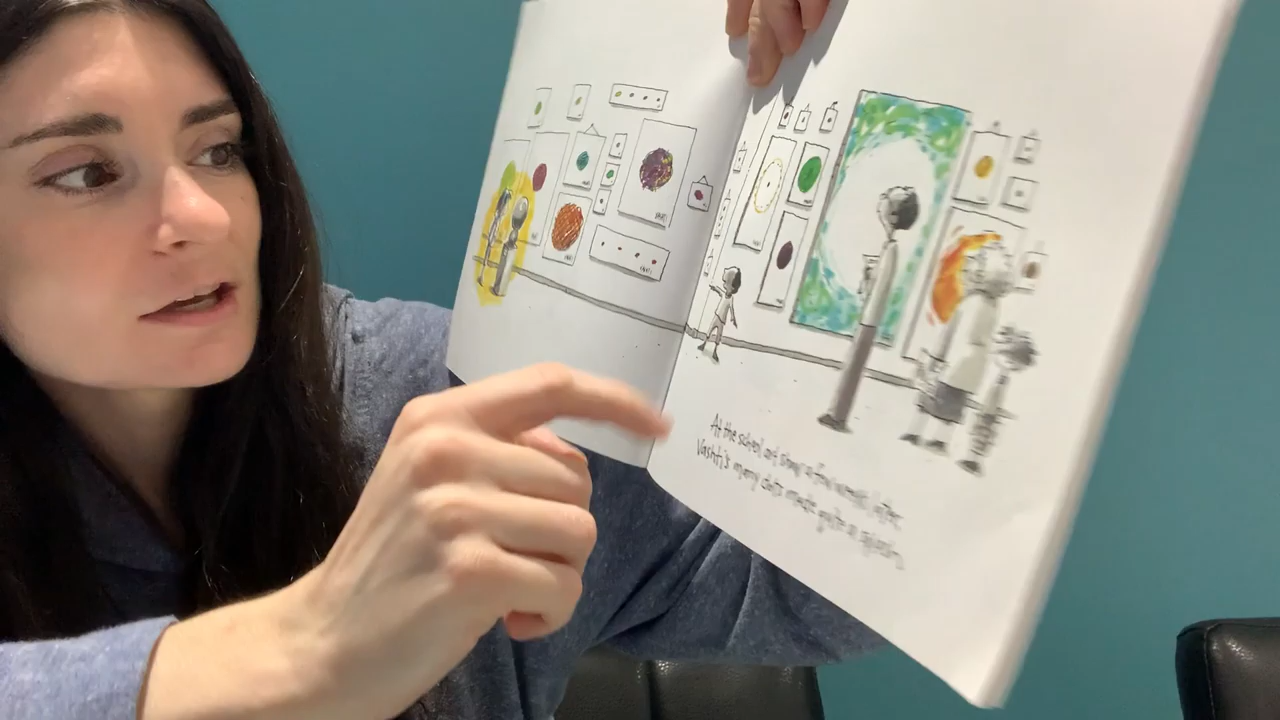 At the school art show a few weeks later,
Vashti's many dots made quite a splash.